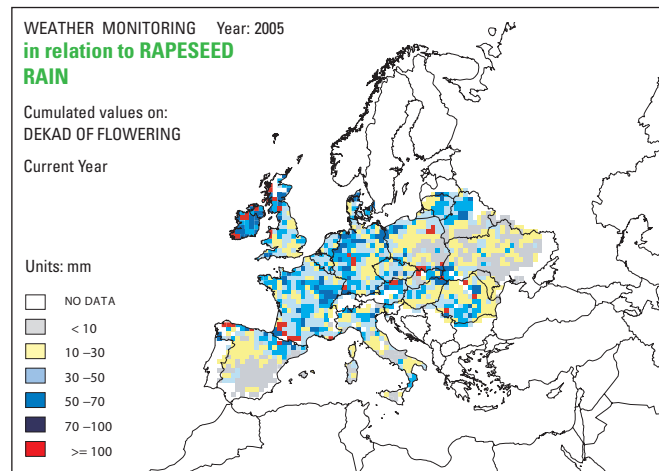 WEATHER MONITORING Year: 2005
in relation to RAPESEED
RAIN
Cumulated values on:
DEKAD OF FLOWERING
Current Year
Units: mm
NO DATA
< 10
10 –30
30 –50
50 –70
70 –100
>= 100